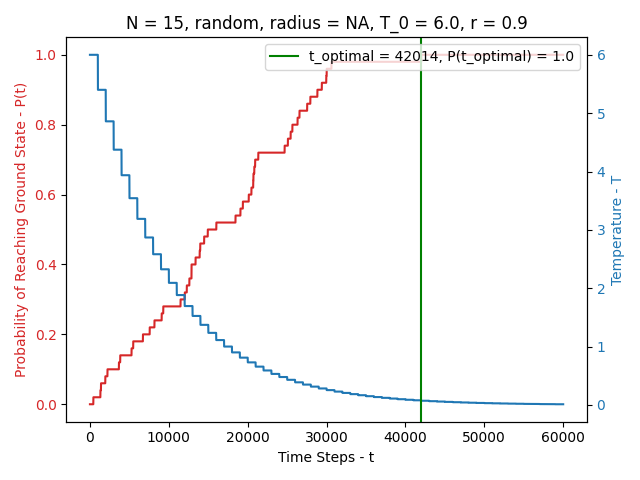 N = 15, random, radius = NA, T_0 = 6.0, r = 0.9
t_optimal = 42014, P(t_optimal) = 1.0
Probability of Reaching Ground State - P(t)
1.0
0.8
0.6
0.4
0.2
0.0
6
5
4
3
2
1
0
Temperature - T
0 10000 20000 30000 40000 50000 60000
Time Steps - t